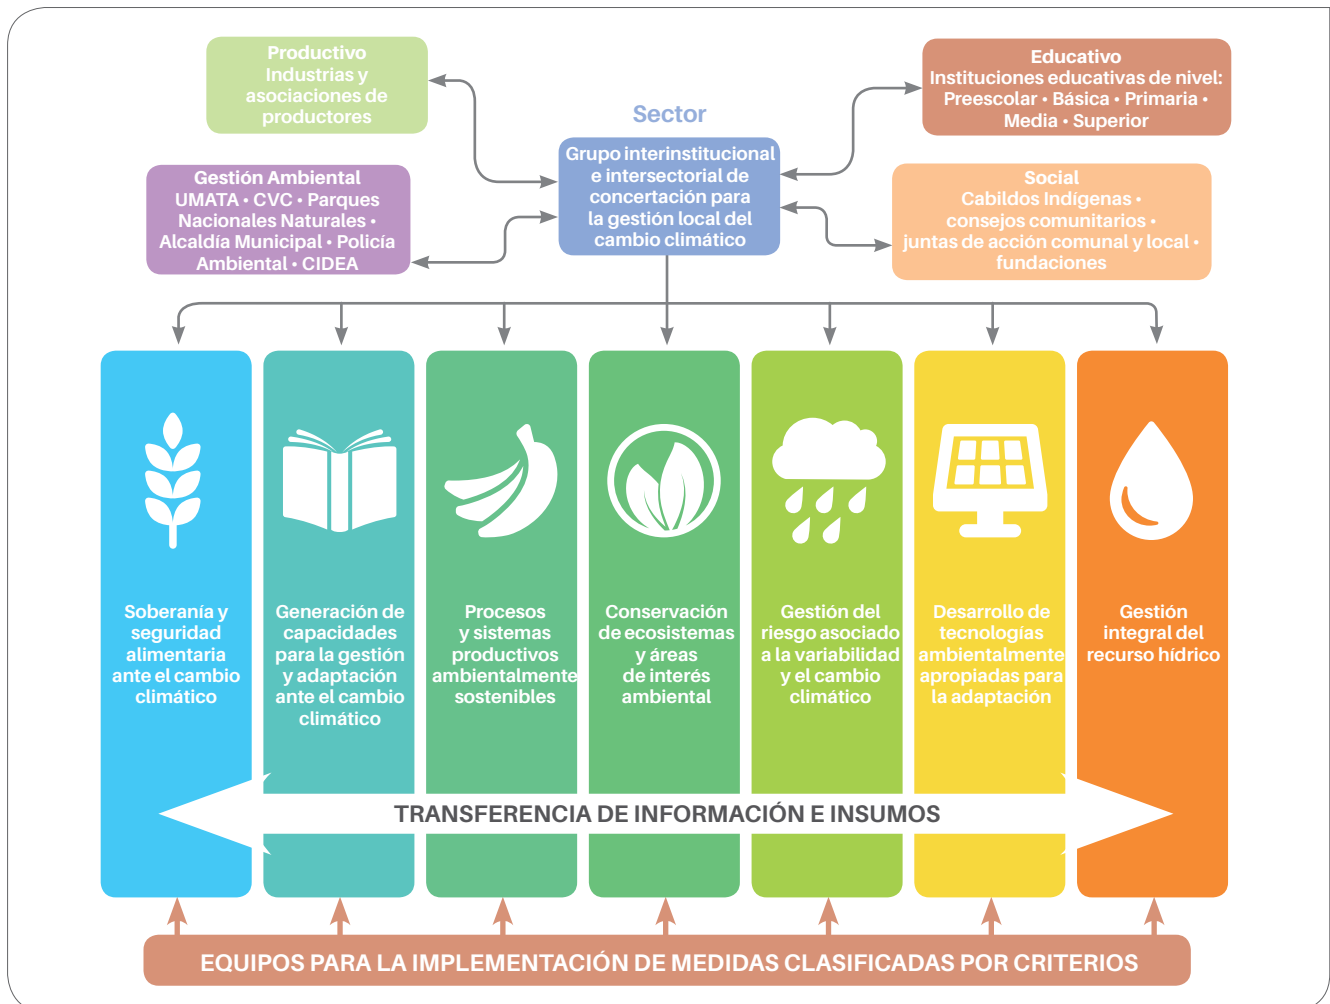 Productivo
Industrias y
asociaciones de
productores
Educativo
Instituciones educativas de nivel:
Preescolar • Básica • Primaria •
Media • Superior
Sector
Grupo interinstitucional
e intersectorial de
concertación para
la gestión local del
cambio climático
Gestión Ambiental
UMATA • CVC • Parques
Nacionales Naturales •
Alcaldía Municipal • Policía
Ambiental • CIDEA
Social
Cabildos Indígenas •
consejos comunitarios •
juntas de acción comunal y local •
fundaciones
Soberanía y
seguridad
alimentaria
ante el cambio
climático
Generación de
capacidades
para la gestión
y adaptación
ante el cambio
climático
Procesos
y sistemas
productivos
ambientalmente
sostenibles
Conservación
de ecosistemas
y áreas
de interés
ambiental
Gestión del
riesgo asociado
a la variabilidad
y el cambio
climático
Desarrollo de
tecnologías
ambientalmente
apropiadas para
la adaptación
Gestión
integral del
recurso hídrico
TRANSFERENCIA DE INFORMACIÓN E INSUMOS
EQUIPOS PARA LA IMPLEMENTACIÓN DE MEDIDAS CLASIFICADAS POR CRITERIOS